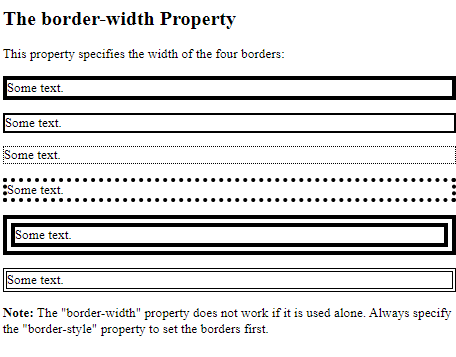 The border-width Property
This property specifies the width of the four borders:
Some text.
Some text.
Some text.
Some text.
Some text.
Some text.
Note: The "border-width" property does not work if it is used alone. Always specify
the "border-style" property to set the borders first.